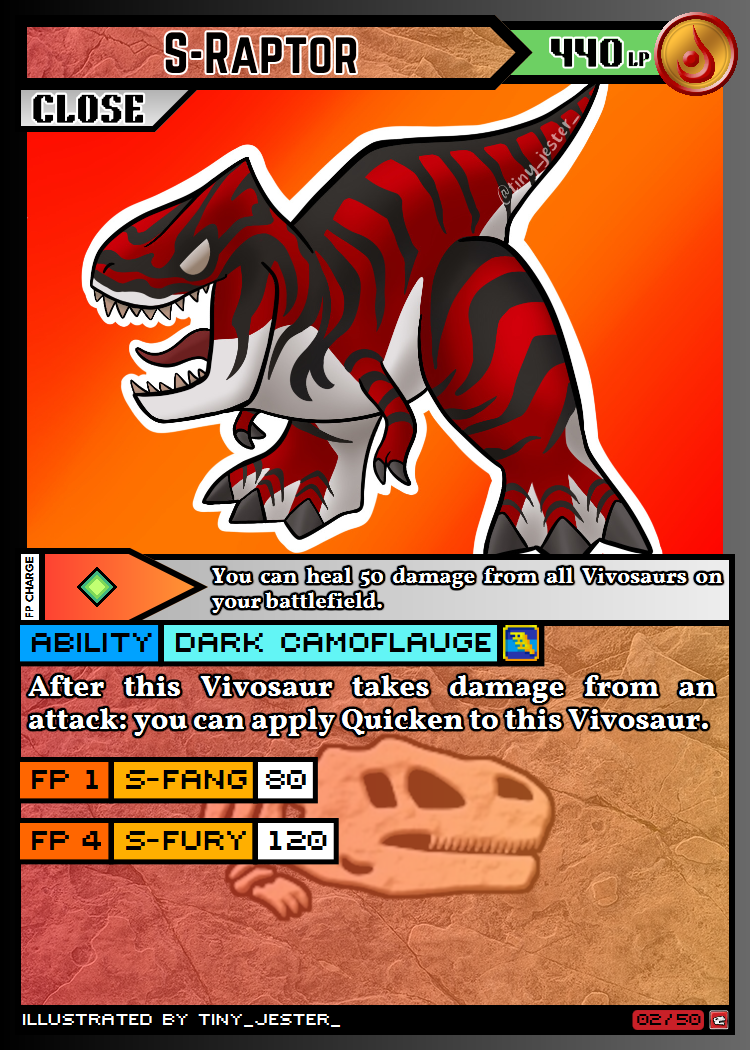 S-RAPTOR
440 LP
CLOSE
@tiny_jester_
FP CHARGE
You can heal 50 damage from all Vivosaurs on
your battlefield.
ABILITY DARK CAMOFLAUGE
After this Vivosaur takes damage from an
attack: you can apply Quicken to this Vivosaur.
FP 1 S-FANG 80
FP 4 S-FURY 120
ILLUSTRATED BY TINY_JESTER_
02/50